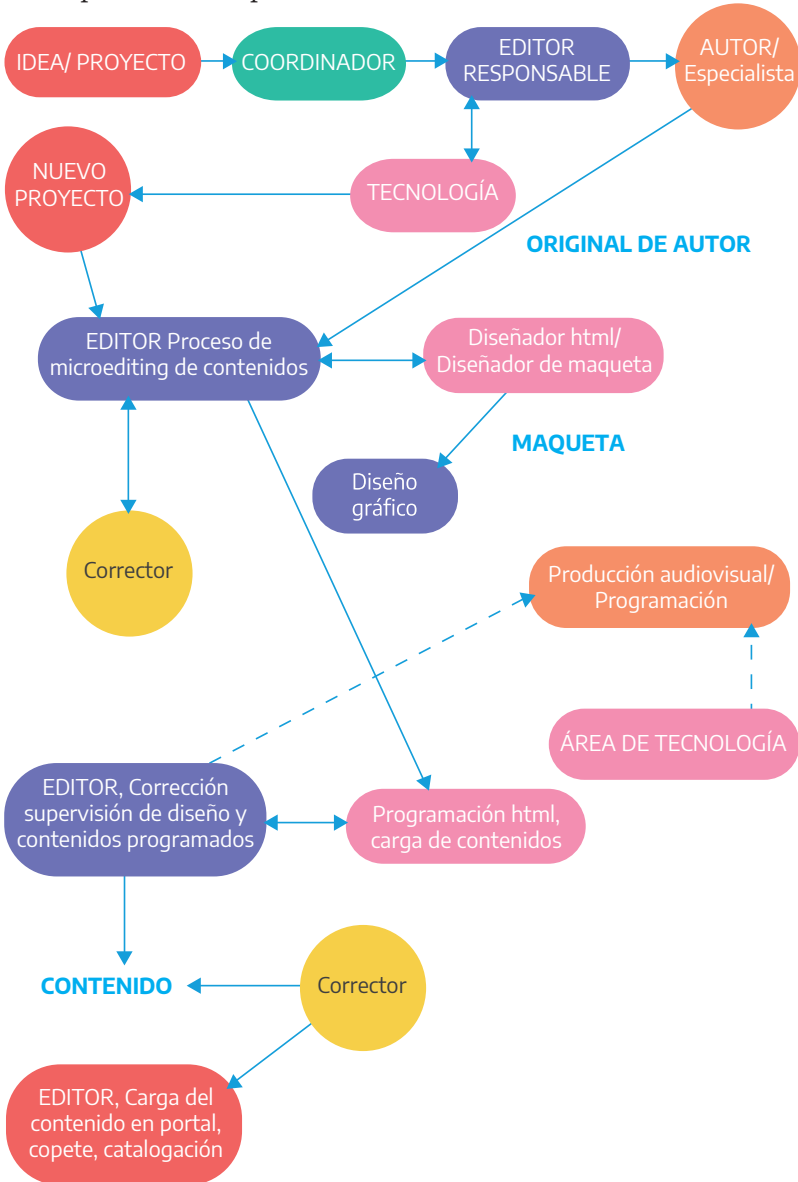 IDEA/ PROYECTO
COORDINADOR
EDITOR
RESPONSABLE
AUTOR/
Especialista
NUEVO
PROYECTO
TECNOLOGÍA
ORIGINAL DE AUTOR
EDITOR Proceso de
microediting de contenidos
Diseñador html/
Diseñador de maqueta
MAQUETA
Diseño
gráfico
Corrector
Producción audiovisual/
Programación
ÁREA DE TECNOLOGÍA
EDITOR, Corrección
supervisión de diseño y
contenidos programados
Programación html,
carga de contenidos
CONTENIDO
Corrector
EDITOR, Carga del
contenido en portal,
copete, catalogación